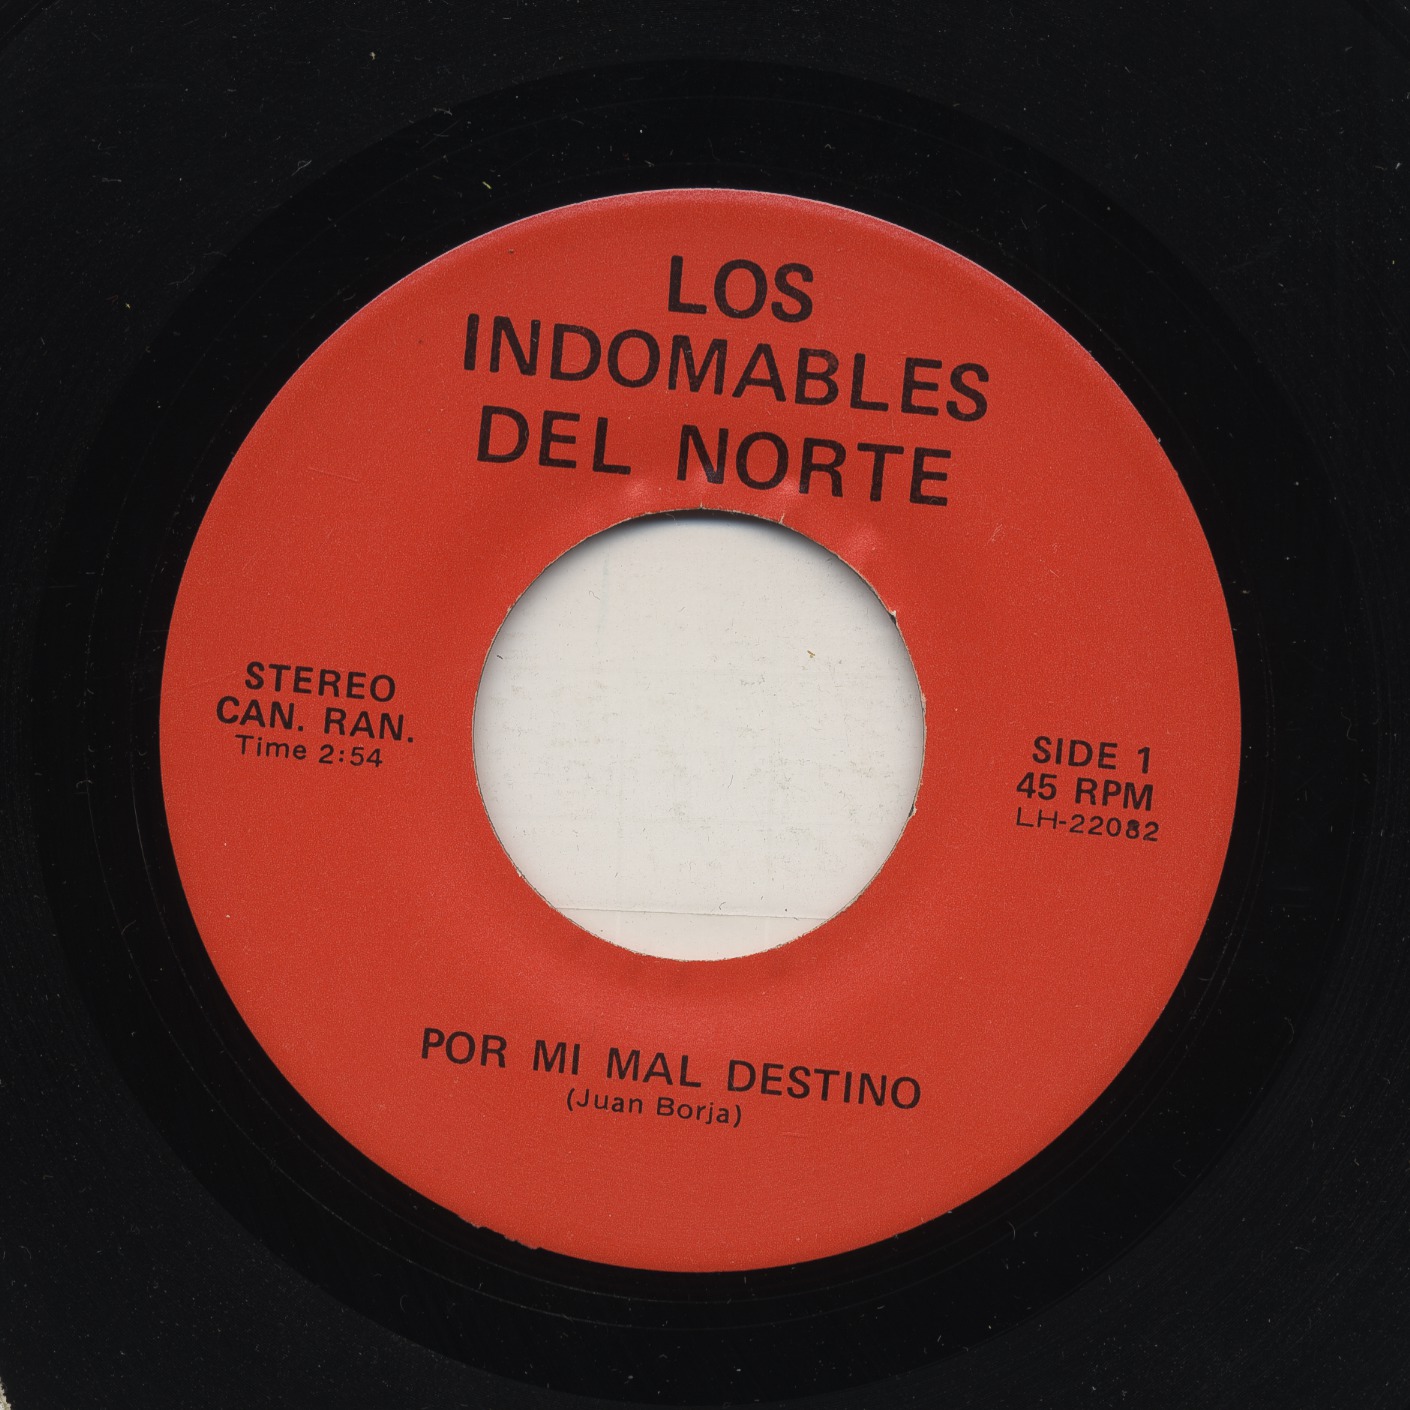 LOS
INDOMABLES
DEL NORTE
STEREO
CAN. RAN.
Time 2:54
SIDE 1
45 RPM
LH-22082
POR MI MAL DESTINO
(Juan Borja)